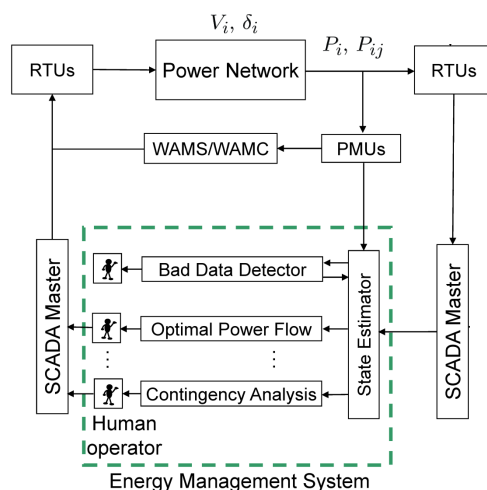 V_i, δ_i
P_i, P_ij
RTUs
Power Network
RTUs
WAMS/WAMC
PMUs
SCADA Master
Bad Data Detector
Optimal Power Flow
Contingency Analysis
State Estimator
SCADA Master
Human
operator
Energy Management System